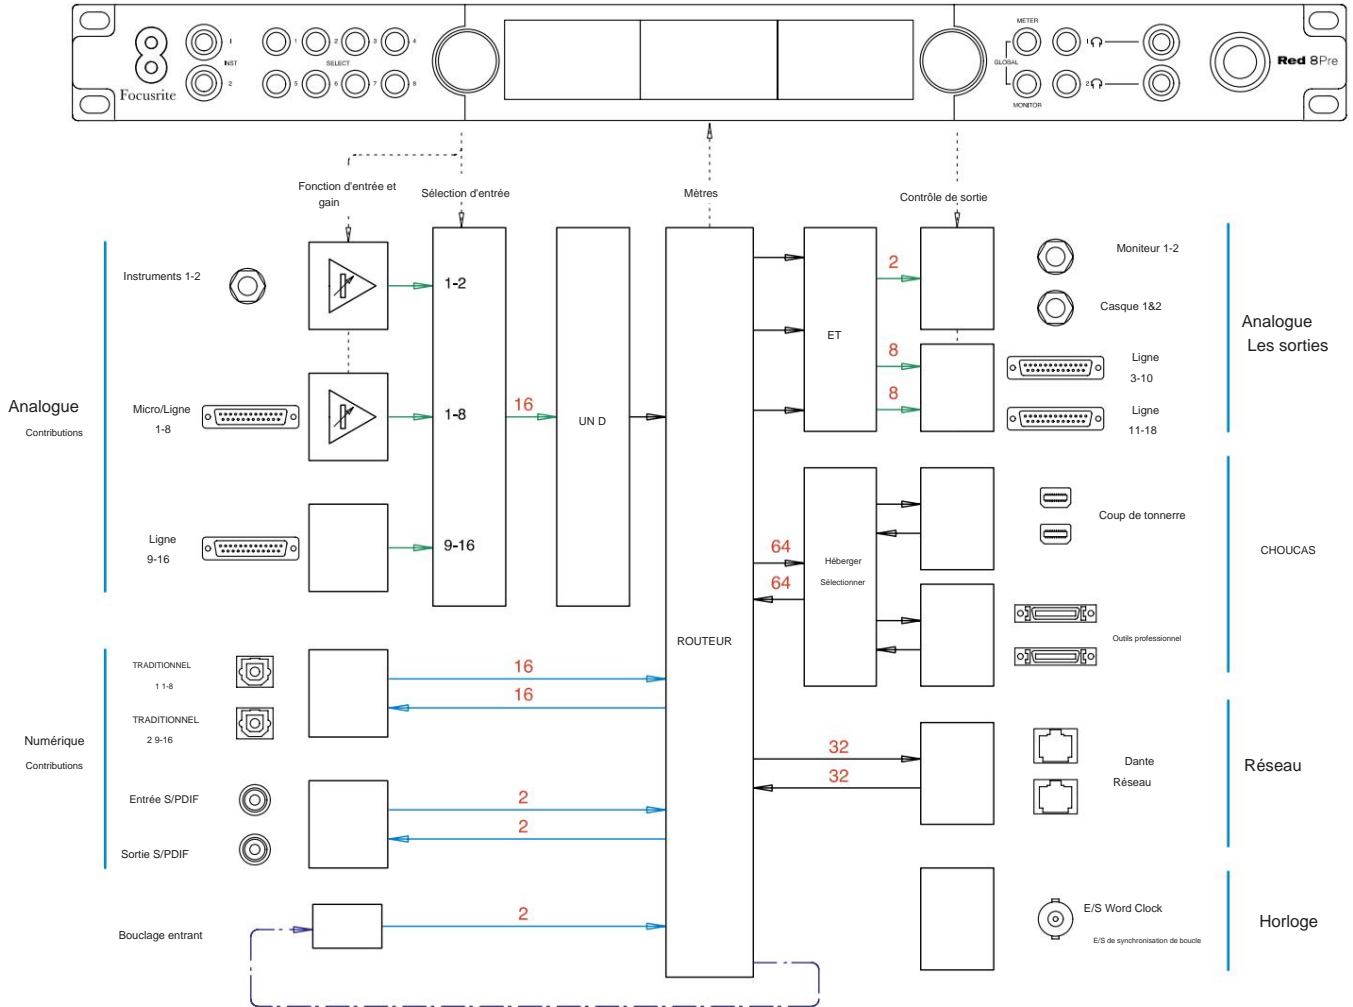 METER
1
INST
2
1
2
3
4
SELECT
5
6
7
8
Focusrite
GLOBAL
1
2
MONITOR
Red 8Pre
Fonction d'entrée et
gain
Sélection d'entrée
Mètres
Contrôle de sortie
Instruments 1-2
1-2
2
Moniteur 1-2
Casque 1&2
ET
Analogue
Les sorties
8
8
Ligne
3-10
Ligne
11-18
Analogue
Contributions
Micro/Ligne
1-8
1-8
16
UN D
Ligne
9-16
9-16
64
64
Héberger
Sélectionner
Coup de tonnerre
CHOUCAS
Outils professionnel
ROUTEUR
TRADITIONNEL
1 1-8
TRADITIONNEL
2 9-16
16
16
Numérique
Contributions
Entrée S/PDIF
Sortie S/PDIF
2
2
32
32
Dante
Réseau
Réseau
Bouclage entrant
2
E/S Word Clock
E/S de synchronisation de boucle
Horloge